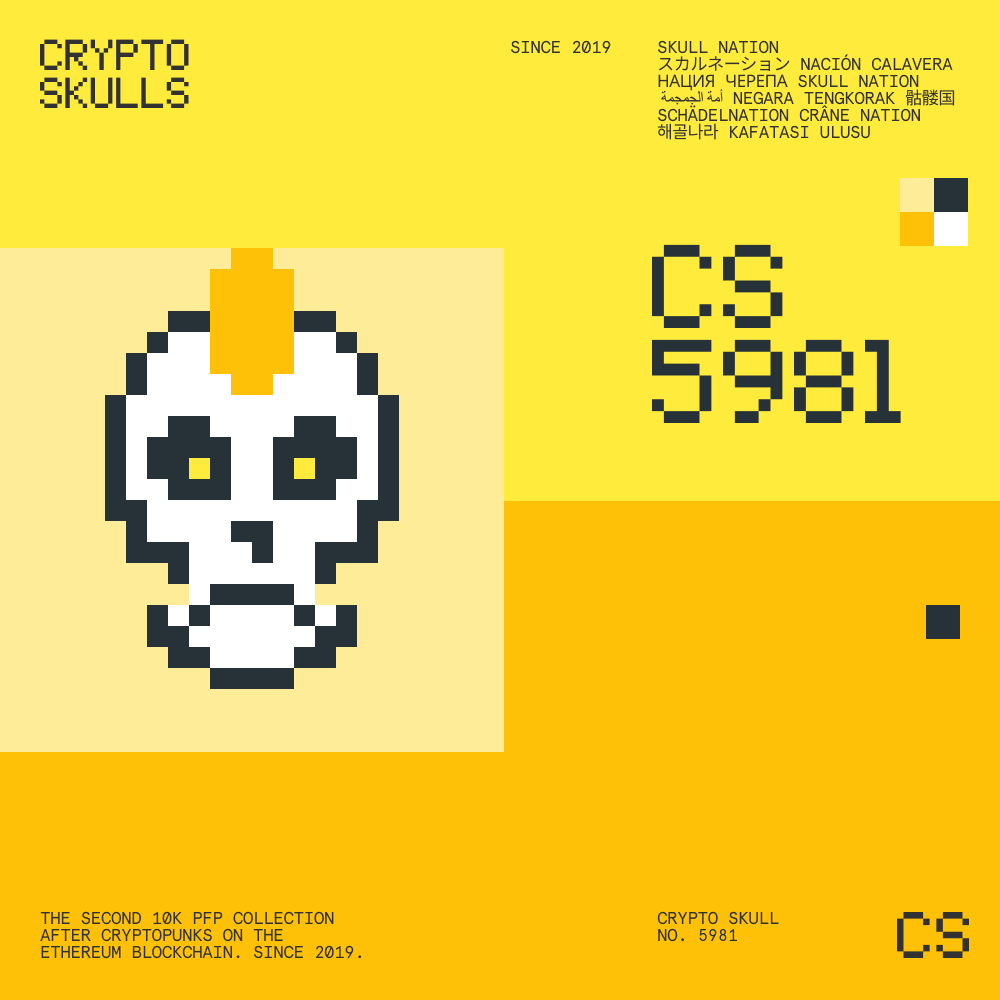 CRYPTO
SKULLS
SINCE 2019
SKULL NATION
スカルネーション NACIÓN CALAVERA
НАЦИЯ ЧЕРЕПА SKULL NATION
أمة الجمجمة NEGARA TENGKORAK 骷髅国
SCHÄDELNATION CRÂNE NATION
해골나라 KAFATASI ULUSU
CS
5981
THE SECOND 10K PFP COLLECTION
AFTER CRYPTOPUNKS ON THE
ETHEREUM BLOCKCHAIN. SINCE 2019.
CRYPTO SKULL
NO. 5981
CS